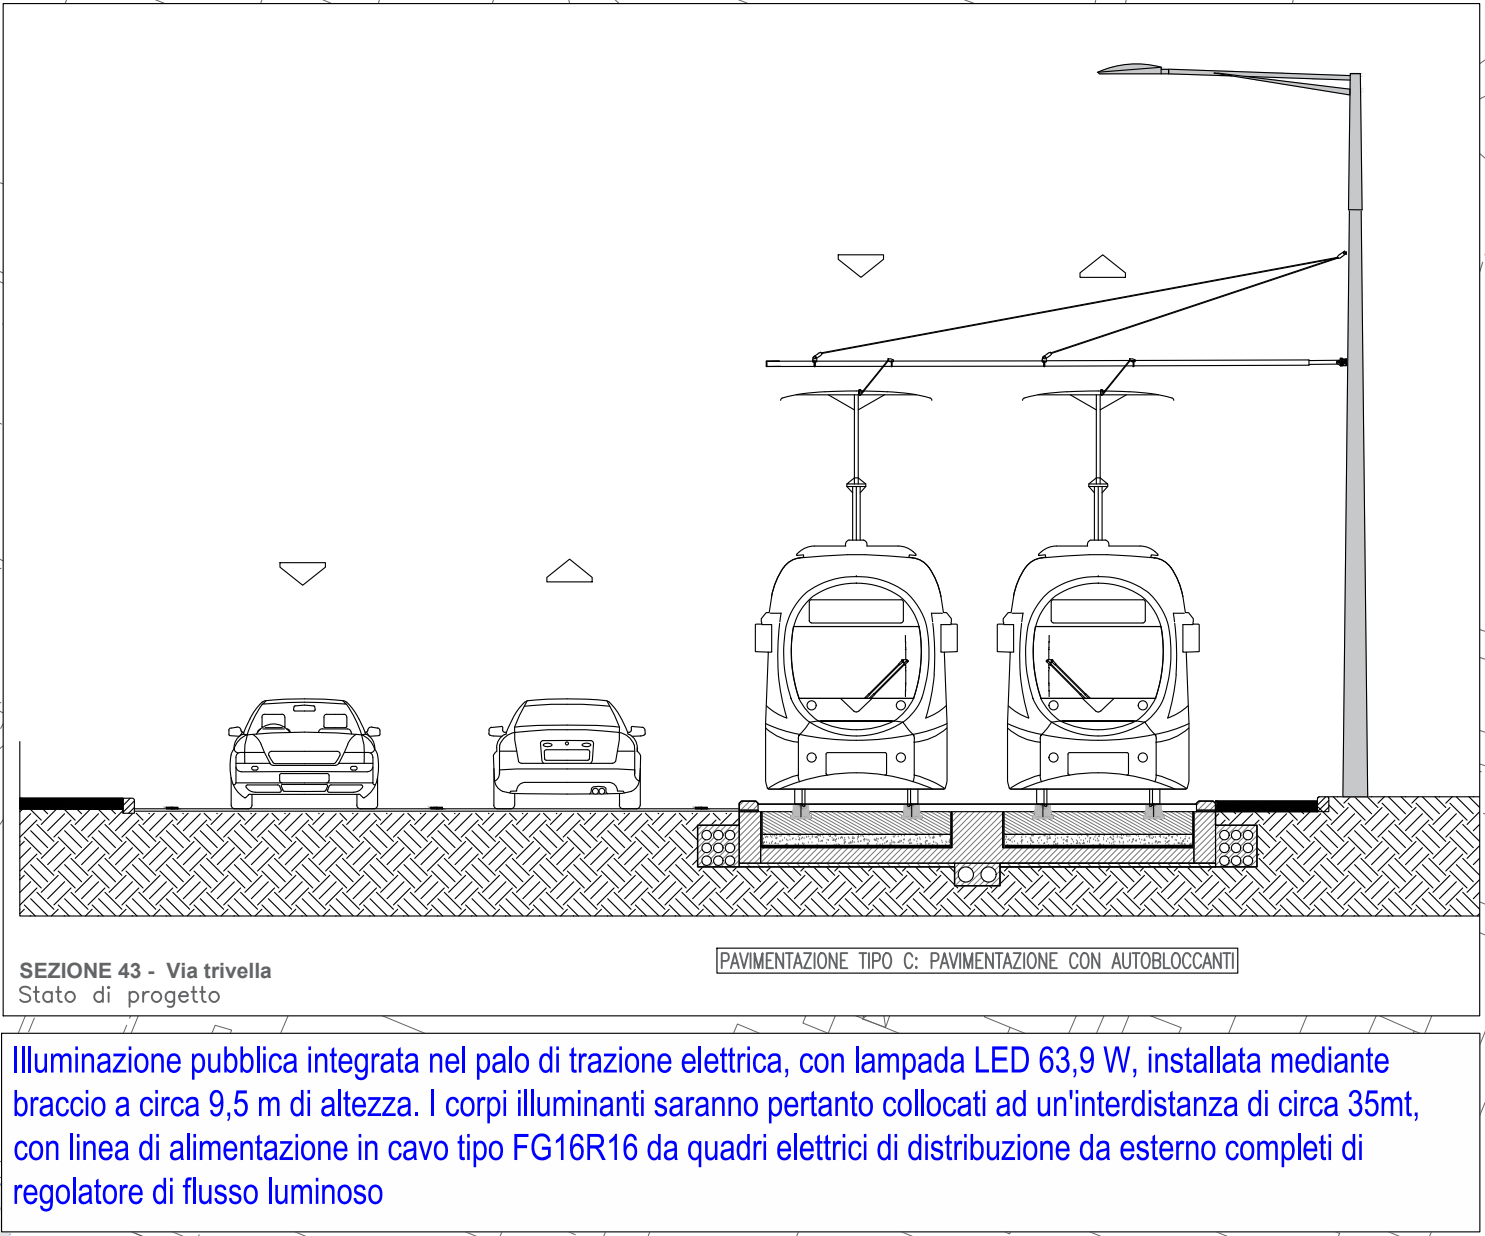 SEZIONE 43 - Via trivella
Stato di progetto
PAVIMENTAZIONE TIPO C: PAVIMENTAZIONE CON AUTOBLOCCANTI
Illuminazione pubblica integrata nel palo di trazione elettrica, con lampada LED 63,9 W, installata mediante
braccio a circa 9,5 m di altezza. I corpi illuminanti saranno pertanto collocati ad un'interdistanza di circa 35mt,
con linea di alimentazione in cavo tipo FG16R16 da quadri elettrici di distribuzione da esterno completi di
regolatore di flusso luminoso